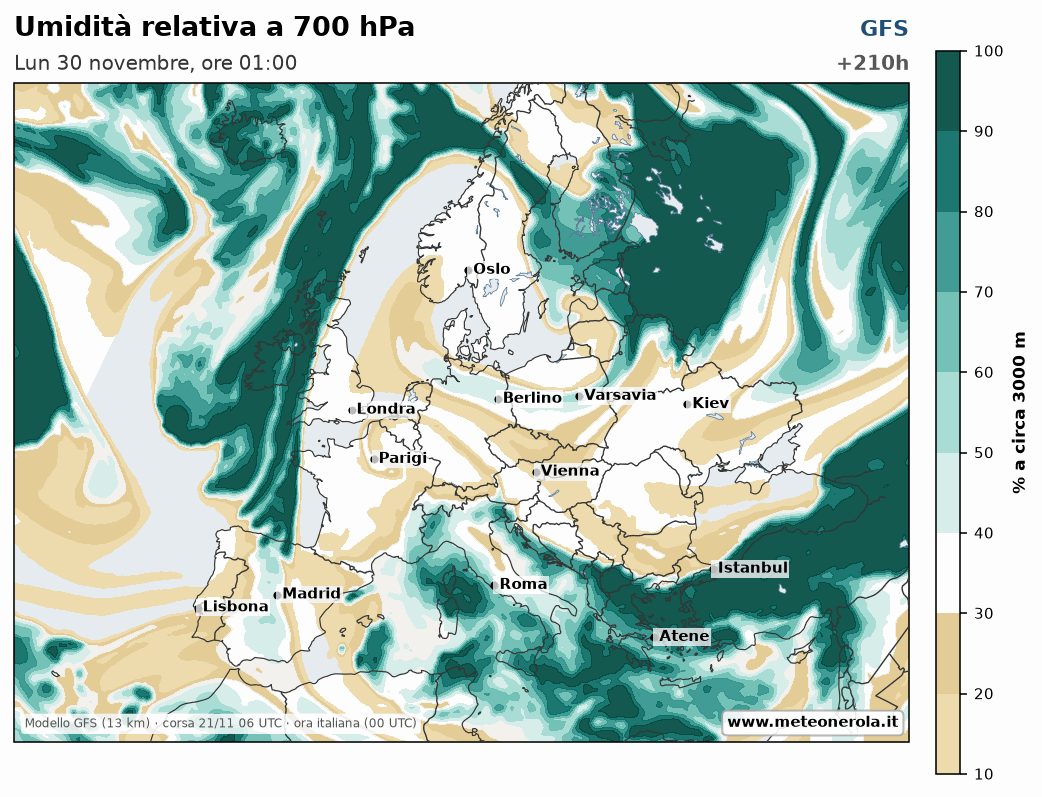 Umidità relativa a 700 hPa
GFS
Lun 30 novembre, ore 01:00
+210h
100
90
80
70
60
50
40
30
20
10
% a circa 3000 m
Oslo
Berlino
Varsavia
Kiev
Londra
Parigi
Vienna
Istanbul
Roma
Madrid
Lisbona
Atene
Modello GFS (13 km) · corsa 21/11 06 UTC · ora italiana (00 UTC)
www.meteonerola.it